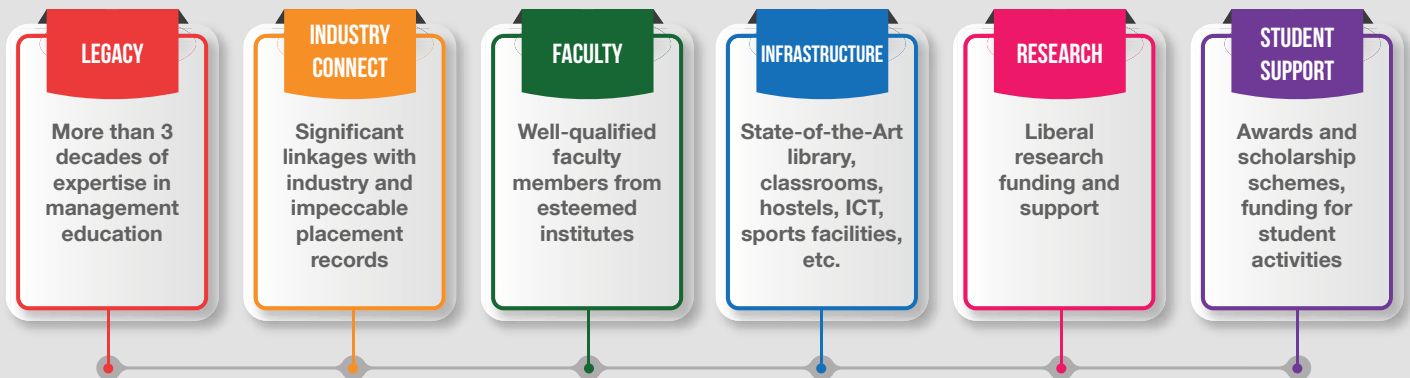 LEGACY
More than 3
decades of
expertise in
management
education
INDUSTRY
CONNECT
Significant
linkages with
industry and
impeccable
placement
records
FACULTY
Well-qualified
faculty
members from
esteemed
institutes
INFRASTRUCTURE
State-of-the-Art
library,
classrooms,
hostels, ICT,
sports facilities,
etc.
RESEARCH
Liberal
research
funding and
support
STUDENT
SUPPORT
Awards and
scholarship
schemes,
funding for
student
activities